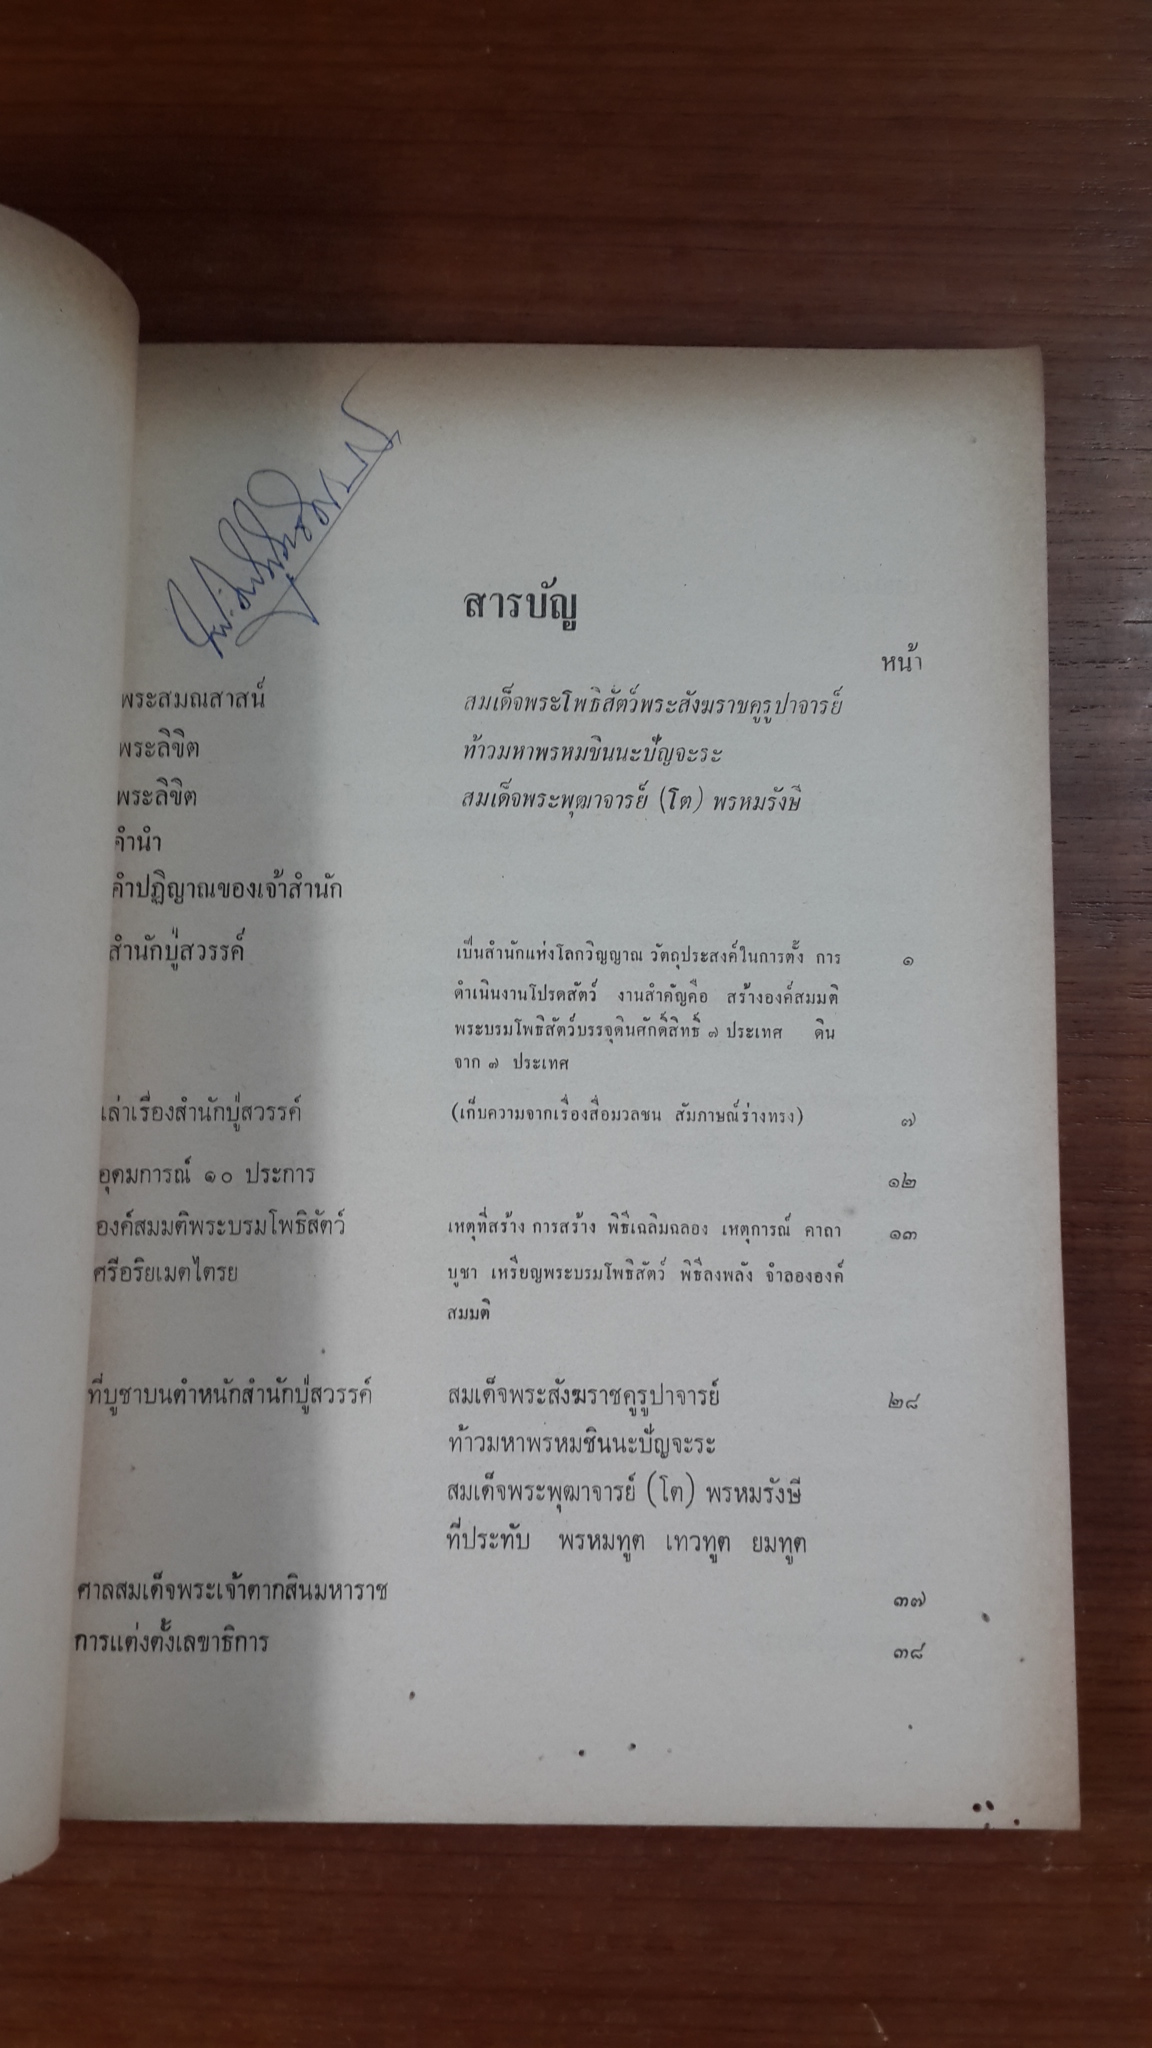 สารบัญ
หน้า
พระสมณสาสน์ สมเด็จพระโพธิสัตว์พระสังฆราชคูรูปาจารย์
พระลิขิต ท้าวมหาพรหมชินนะปัญจะระ
พระลิขิต สมเด็จพระพุฒาจารย์ (โต) พรหมรังษี
คำนำ
คำปฏิญาณของเจ้าสำนัก
สำนักปู่สวรรค์ เป็นสำนักแห่งโลกวิญญาณ วัตถุประสงค์ในการตั้ง การ ๑
ดำเนินงานโปรดสัตว์ งานสำคัญคือ สร้างองค์สมมติ
พระบรมโพธิสัตว์บรรจุดินศักดิ์สิทธิ์ ๗ ประเทศ ดิน
จาก ๗ ประเทศ
เล่าเรื่องสำนักปู่สวรรค์ (เก็บความจากเรื่องสื่อมวลชน สัมภาษณ์ร่างทรง) ๗
อุดมการณ์ ๑๐ ประการ ๑๒
องค์สมมติพระบรมโพธิสัตว์ เหตุที่สร้าง การสร้าง พิธีเฉลิมฉลอง เหตุการณ์ คาถา ๑๓
ศรีอริยเมตไตรย บูชา เหรียญพระบรมโพธิสัตว์ พิธีลงพลัง จำลององค์
สมมติ
ที่บูชาบนตำหนักสำนักปู่สวรรค์ สมเด็จพระสังฆราชคูรูปาจารย์ ๒๘
ท้าวมหาพรหมชินนะปัญจะระ
สมเด็จพระพุฒาจารย์ (โต) พรหมรังษี
ที่ประทับ พรหมทูต เทวทูต ยมทูต
ศาลสมเด็จพระเจ้าตากสินมหาราช ๓๗
การแต่งตั้งเลขาธิการ ๓๘